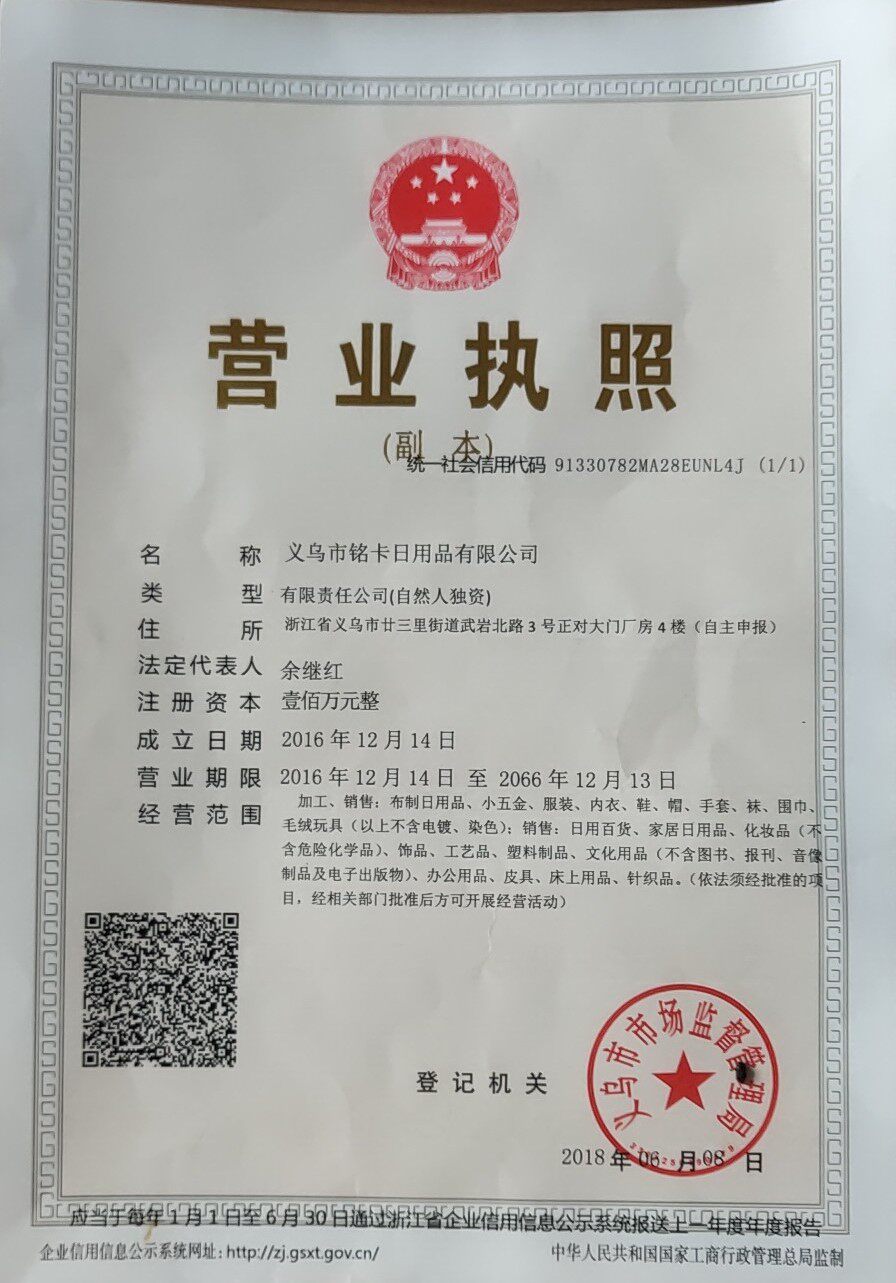 营业执照
(副 本)
统一社会信用代码 91330782MA28EUNL4J (1/1)
名 称 义乌市铭卡日用品有限公司
类 型 有限责任公司(自然人独资)
住 所 浙江省义乌市廿三里街道武岩北路3号正对大门厂房4楼（自主申报）
法定代表人 余继红
注册资本 壹佰万元整
成立日期 2016年12月14日
营业期限 2016年12月14日 至 2066年12月13日
经营范围 加工、销售：布制日用品、小五金、服装、内衣、鞋、帽、手套、袜、围巾、
毛绒玩具（以上不含电镀、染色）；销售：日用百货、家居日用品、化妆品（不
含危险化学品）、饰品、工艺品、塑料制品、文化用品（不含图书、报刊、音像
制品及电子出版物）、办公用品、皮具、床上用品、针织品。（依法须经批准的项
目，经相关部门批准后方可开展经营活动）
义乌市市场监督管理局
登记机关
2018年06月08日
应当于每年1月1日至6月30日通过浙江省企业信用信息公示系统报送上一年度年度报告
企业信用信息公示系统网址：http://zj.gsxt.gov.cn/
中华人民共和国国家工商行政管理总局监制